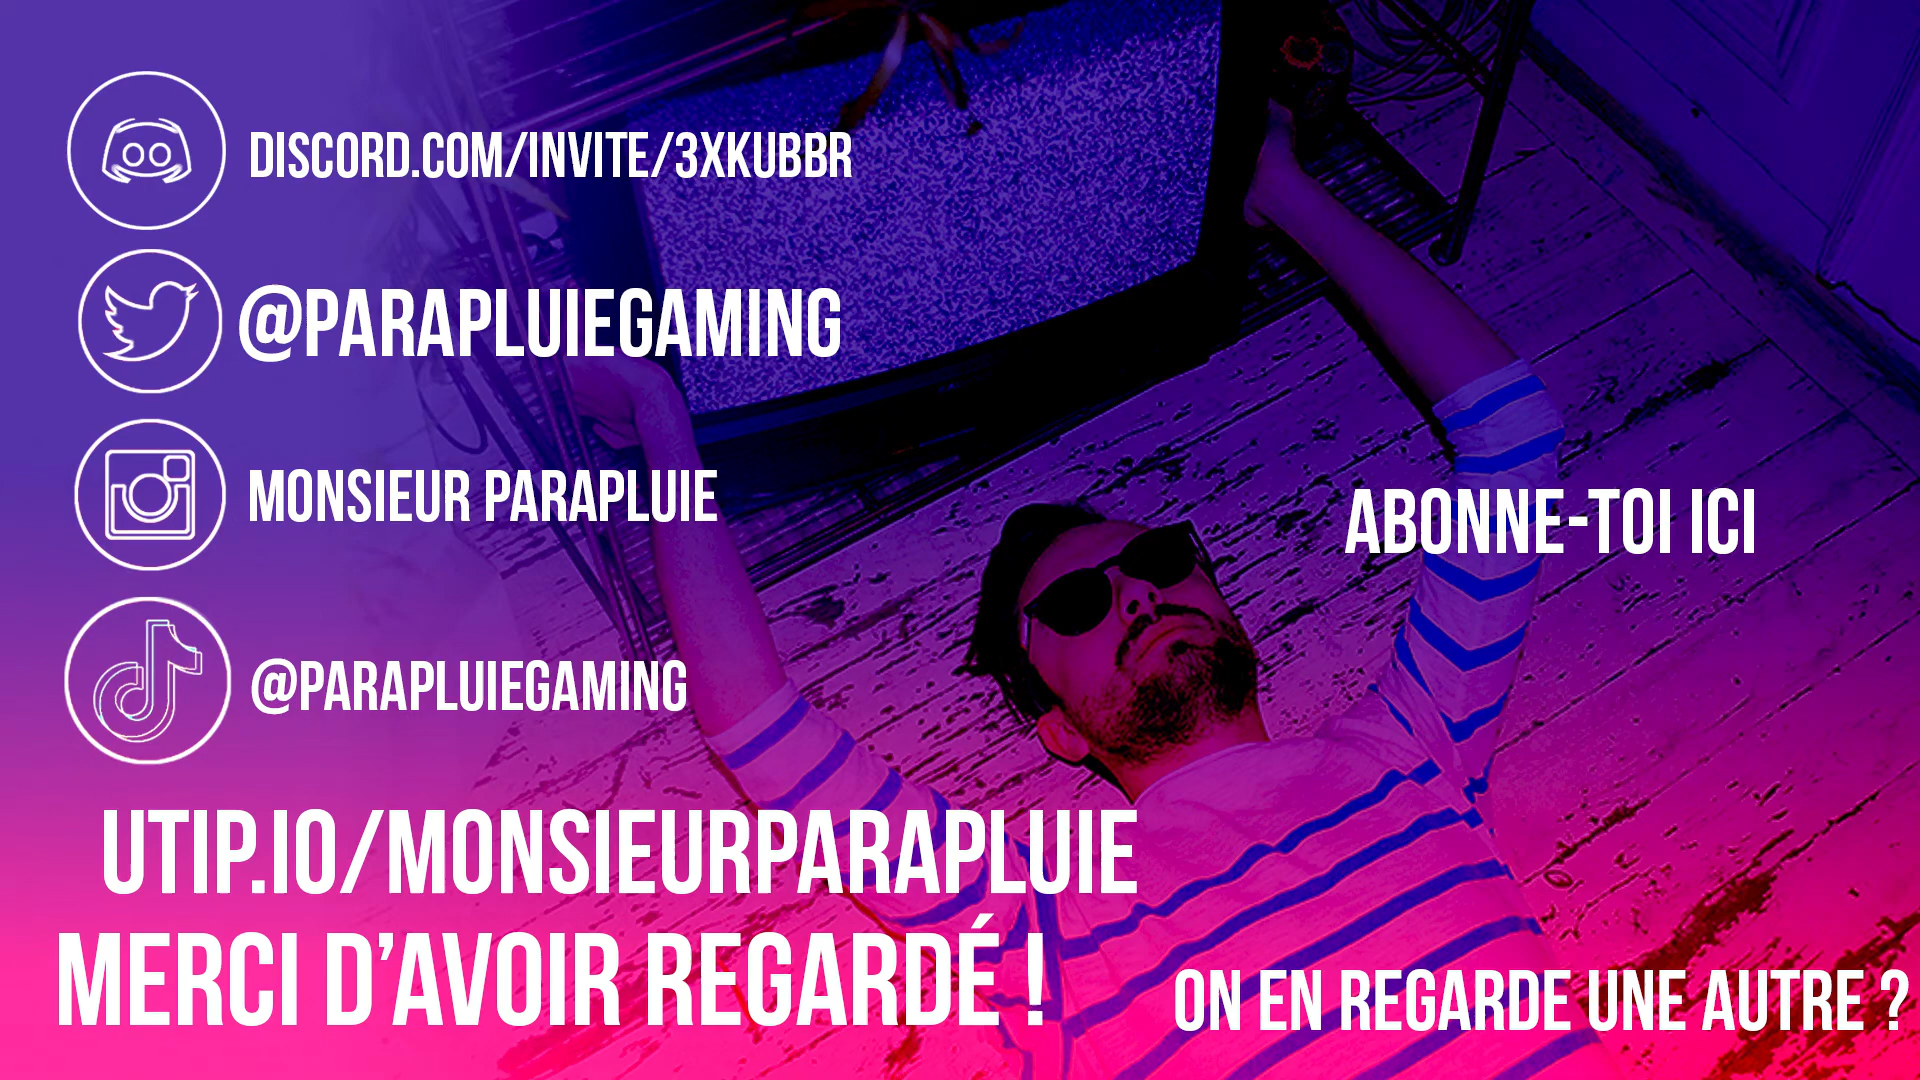 DISCORD.COM/INVITE/3XKUBBR
@PARAPLUIEGAMING
MONSIEUR PARAPLUIE
ABONNE-TOI ICI
@PARAPLUIEGAMING
UTIP.IO/MONSIEURPARAPLUIE
MERCI D’AVOIR REGARDÉ !
ON EN REGARDE UNE AUTRE ?